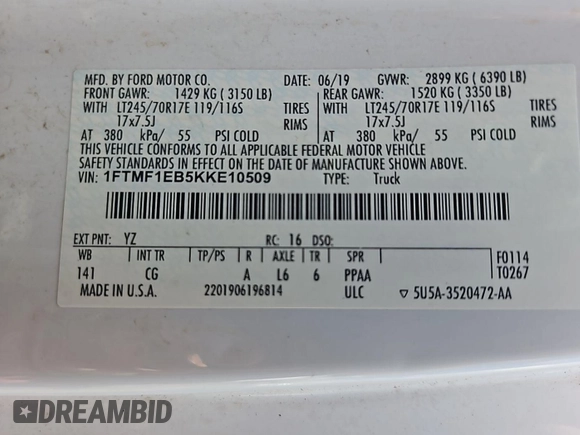 MFD. BY FORD MOTOR CO. DATE: 06/19 GVWR: 2899 KG ( 6390 LB)
FRONT GAWR: 1429 KG ( 3150 LB) REAR GAWR: 1520 KG ( 3350 LB)
WITH LT245/70R17E 119/116S TIRES WITH LT245/70R17E 119/116S TIRES
17x7.5J RIMS 17x7.5J RIMS
AT 380 kPa/ 55 PSI COLD AT 380 kPa/ 55 PSI COLD
THIS VEHICLE CONFORMS TO ALL APPLICABLE FEDERAL MOTOR VEHICLE
SAFETY STANDARDS IN EFFECT ON THE DATE OF MANUFACTURE SHOWN ABOVE.
VIN: 1FTMF1EB5KKE10509 TYPE: Truck
EXT PNT: YZ RC: 16 DSO:
WB INT TR TP/PS R AXLE TR SPR F0114
141 CG A L6 6 PPAA T0267
MADE IN U.S.A. 2201906196814 ULC ▽ 5U5A-3520472-AA
DREAMBID